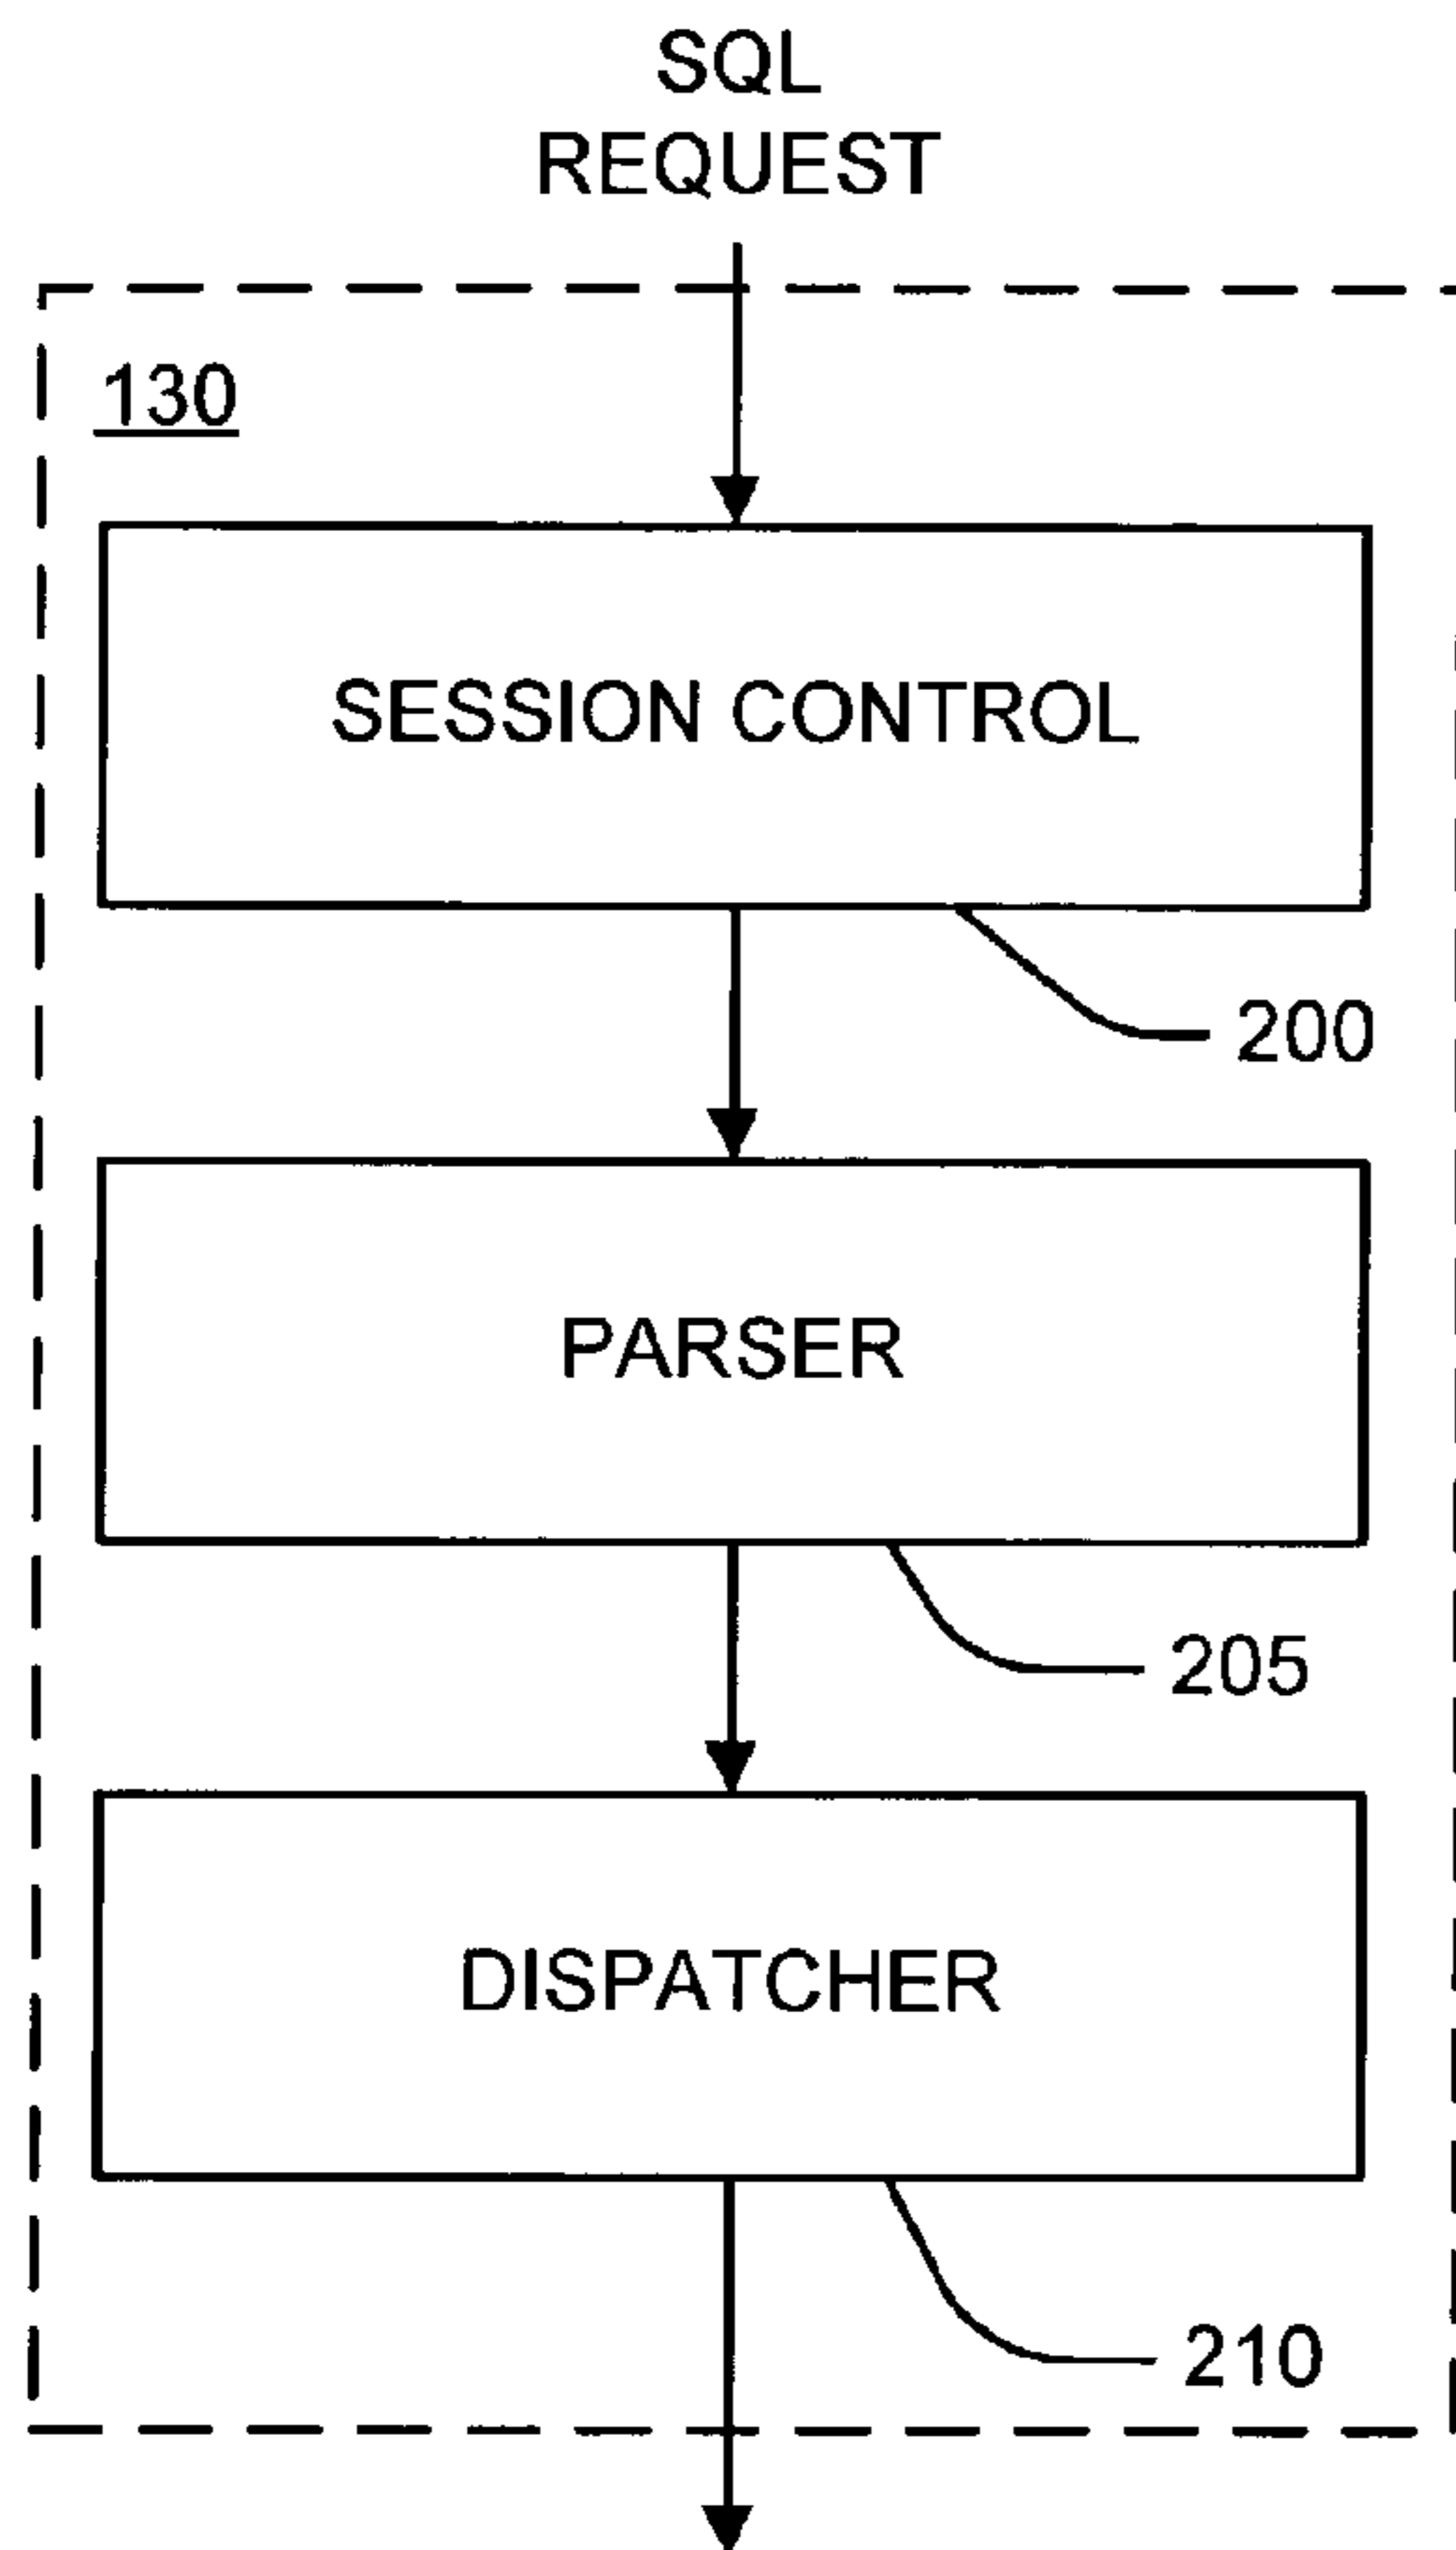 SQL
REQUEST
130
SESSION CONTROL
200
PARSER
205
DISPATCHER
210